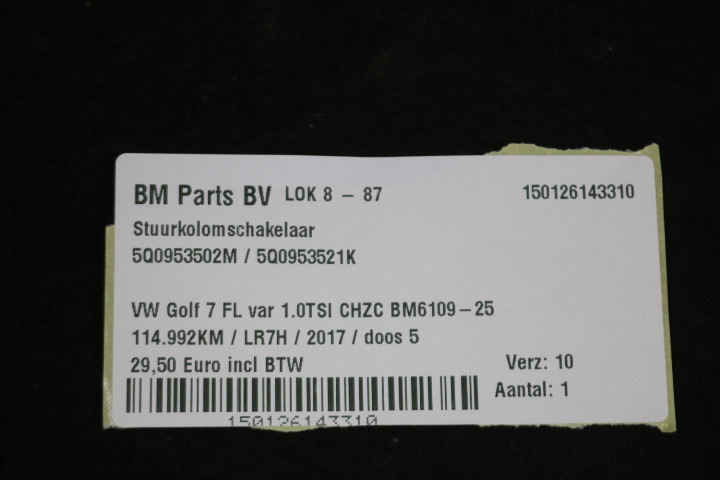 BM Parts BV LOK 8 - 87 150126143310
Stuurkolomschakelaar
5Q0953502M / 5Q0953521K
VW Golf 7 FL var 1.0TSI CHZC BM6109-25
114.992KM / LR7H / 2017 / doos 5
29,50 Euro incl BTW Verz: 10
Aantal: 1
150126143310